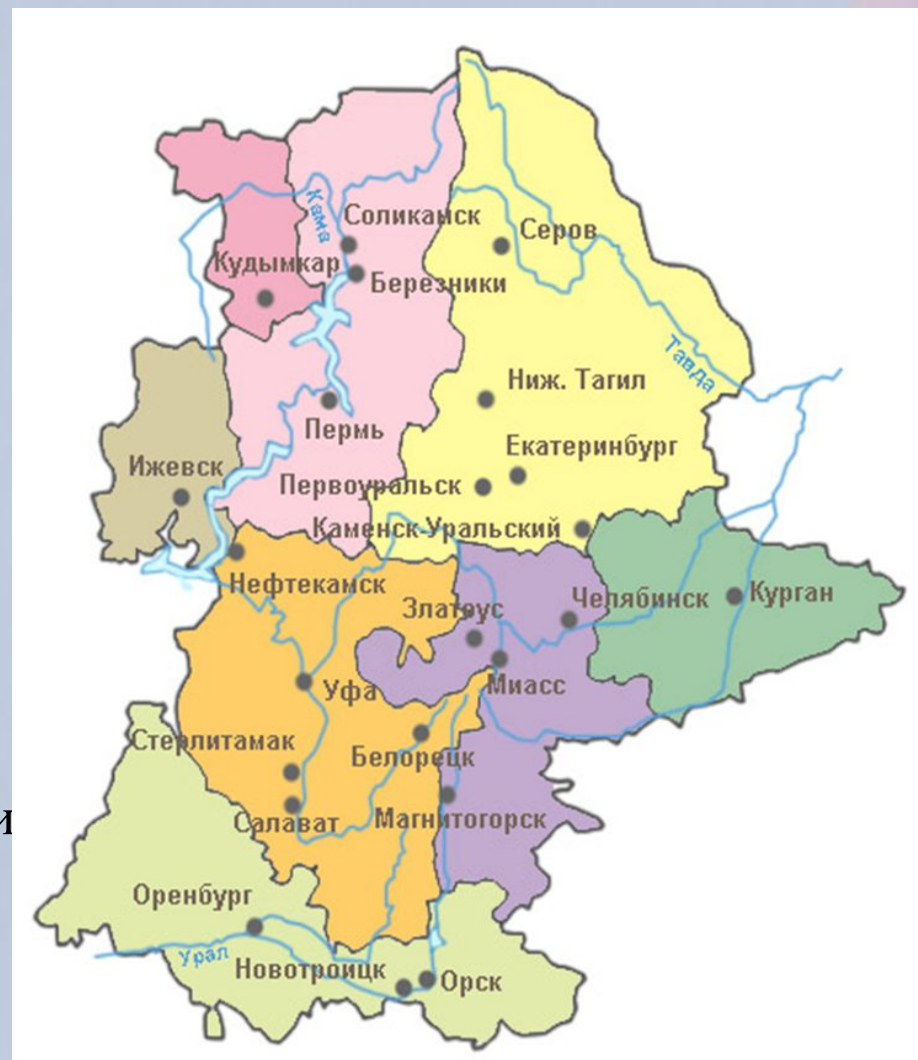 Кама
Соликамск
Серов
Кудымкар
Березники
Тавда
Ниж. Тагил
Пермь
Екатеринбург
Ижевск
Первоуральск
Каменск-Уральский
Нефтекамск
Златоус
Челябинск
Курган
Уфа
Миасс
Стерлитамак
Белорецк
и
Салават
Магнитогорск
Оренбург
Урал
Новотроицк
Орск